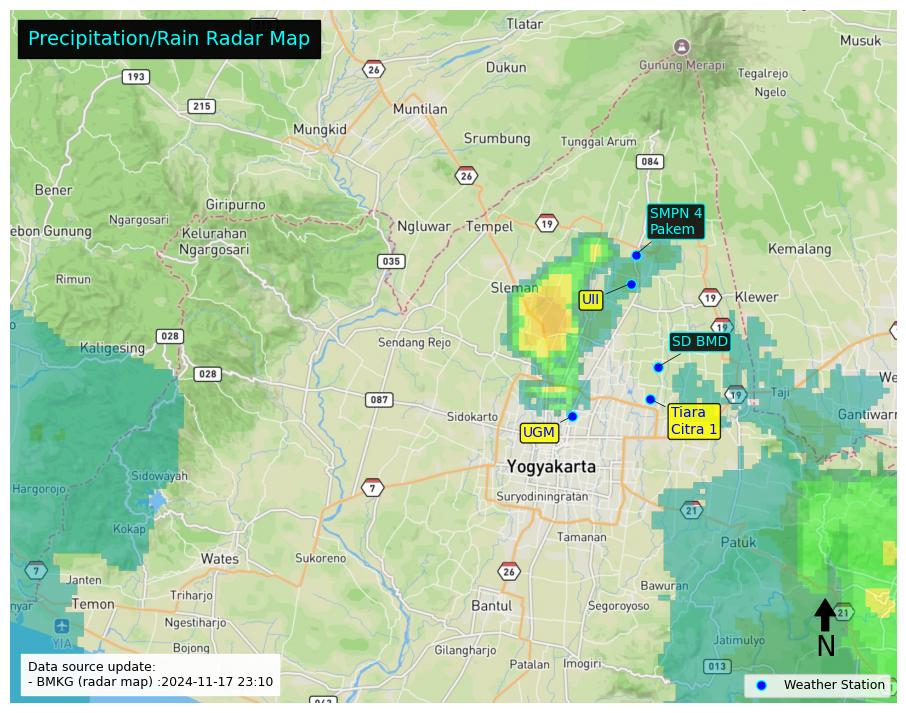 Precipitation/Rain Radar Map
Tlatar
Musuk
26
193
Dukun
Gunung Merapi
Tegalrejo
Ngelo
215
Muntilan
Mungkid
Srumbung
Tunggal Arum
084
26
Bener
Giripurno
SMPN 4
Pakem
Ngargosari
Ngluwar
Tempel
19
ebon Gunung
Kelurahan
Ngargosari
Kemalang
035
Rimun
Sleman
UII
19
Klewer
19
028
Sendang Rejo
SD BMD
Kaligesing
028
We
087
19
Taji
Sidokarto
Tiara
Citra 1
Gantiwarn
UGM
Yogyakarta
Sidowayah
Hargorojo
7
Suryodiningratan
21
Kokap
Tamanan
Patuk
Wates
Sukoreno
7
26
Janten
Bawuran
Temon
Triharjo
Bantul
Segoroyoso
21
nyar
Ngestiharjo
YIA
Jatimulyo
N
Bojong
Gilangharjo
Patalan
Imogiri
013
Data source update:
- BMKG (radar map) :2024-11-17 23:10
Weather Station